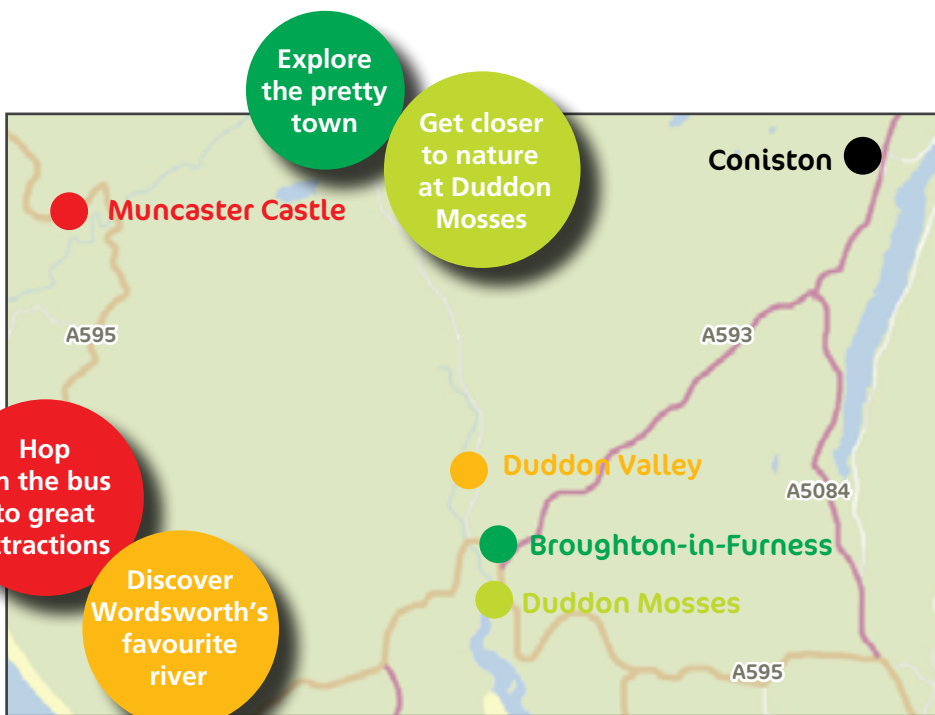 Explore
the pretty
town
Get closer
to nature
at Duddon
Mosses
Coniston
Muncaster Castle
A595
A593
Hop
the bus
to great
Duddon Valley
A5084
Broughton-in-Furness
Duddon Mosses
Discover
Wordsworth's
favourite
river
A595